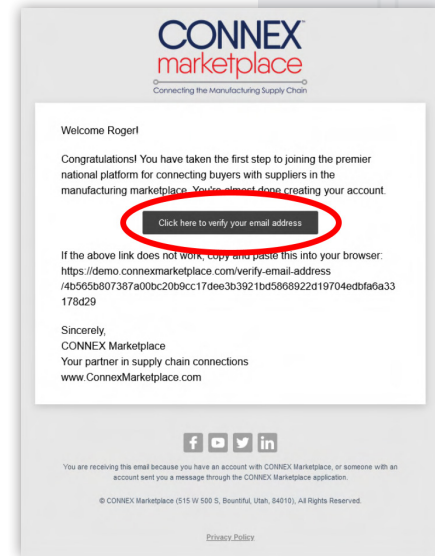 CONNEX
marketplace
Connecting the Manufacturing Supply Chain
Welcome Roger!
Congratulations! You have taken the first step to joining the premier
national platform for connecting buyers with suppliers in the
manufacturing marketplace. You're almost done creating your account.
Click here to verify your email address
If the above link does not work, copy and paste this into your browser:
https://demo.connexmarketplace.com/verify-email-address
/4b565b807387a00bc20b9cc17dee3b3921bd5868922d19704edbfa6a33
178d29
Sincerely,
CONNEX Marketplace
Your partner in supply chain connections
www.ConnexMarketplace.com
You are receiving this email because you have an account with CONNEX Marketplace, or someone with an
account sent you a message through the CONNEX Marketplace application.
© CONNEX Marketplace (515 W 500 S, Bountiful, Utah, 84010), All Rights Reserved.
Privacy Policy